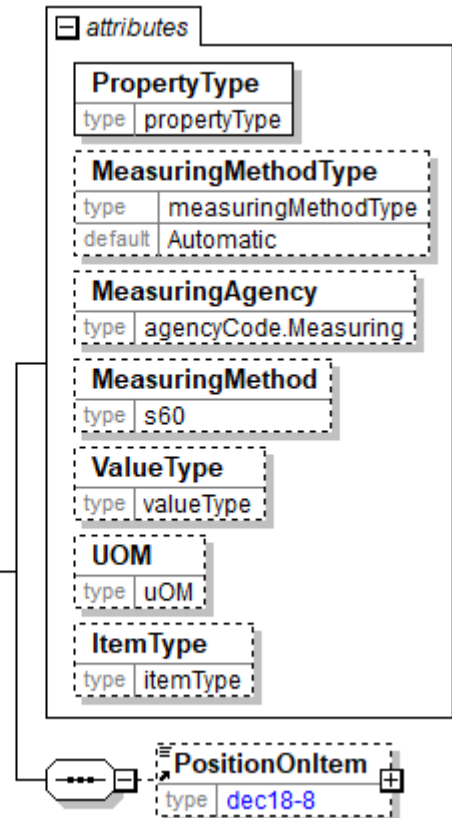 attributes
PropertyType
type propertyType
MeasuringMethodType
type measuringMethodType
default Automatic
MeasuringAgency
type agencyCode.Measuring
MeasuringMethod
type s60
ValueType
type valueType
UOM
type uOM
ItemType
type itemType
PositionOnItem
type dec18-8